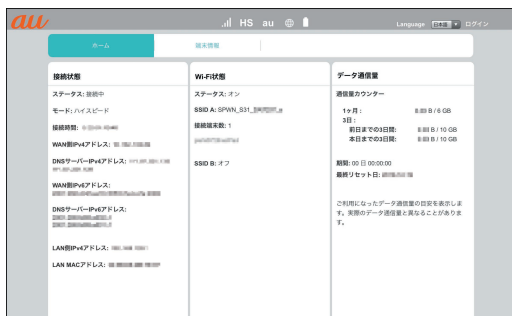 au
HS au
Language 日本語 ログイン
ホーム 端末情報
接続状態
ステータス: 接続中
モード: ハイスピード
接続時間:
WAN側IPv4アドレス:
DNSサーバーIPv4アドレス:
WAN側IPv6アドレス:
DNSサーバーIPv6アドレス:
LAN側IPv4アドレス:
LAN MACアドレス:
Wi-Fi状態
ステータス: オン
SSID A: SPWN_S31_
接続端末数: 1
SSID B: オフ
データ通信量
通信量カウンター
1ヶ月: B / 6 GB
3日:
前日までの3日間: B / 10 GB
本日までの3日間: B / 10 GB
期間: 00 日 00:00:00
最終リセット日:
ご利用になったデータ通信量の目安を表示しま
す。実際のデータ通信量と異なることがありま
す。